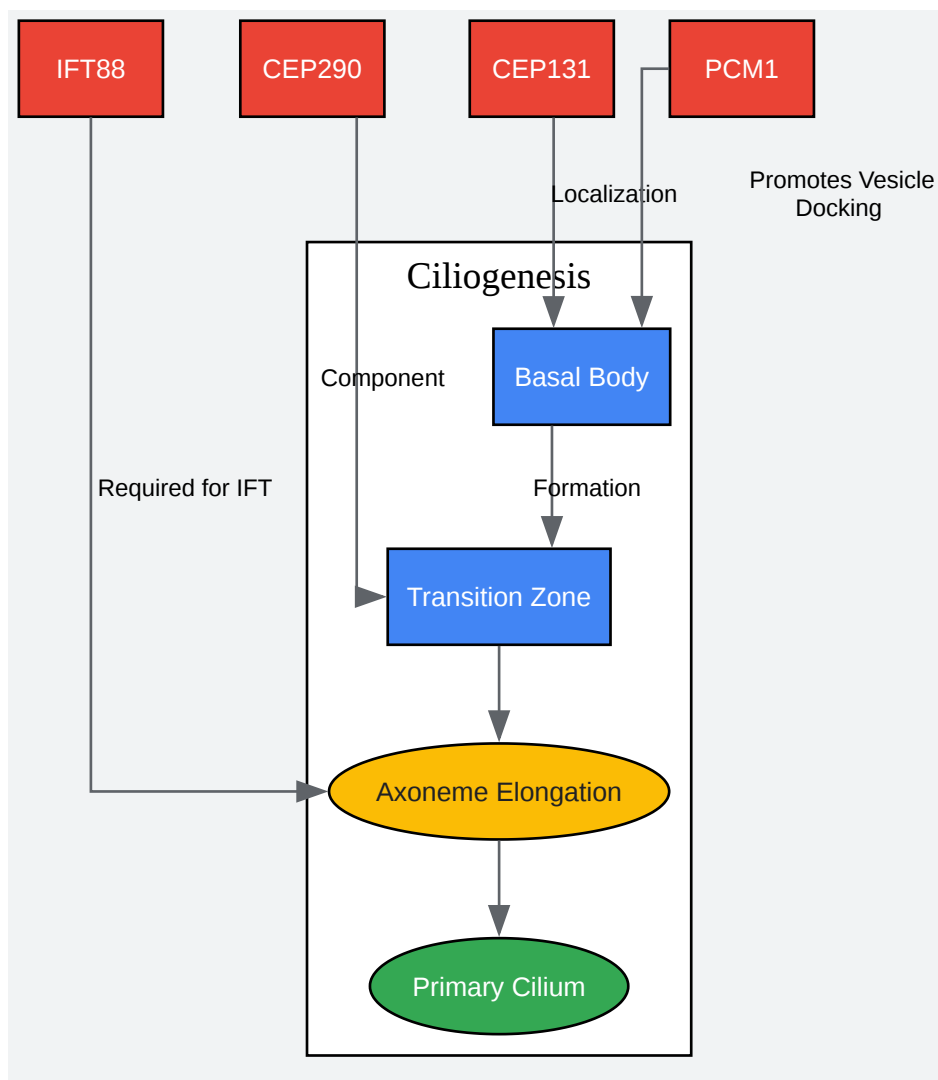 IFT88
CEP290
CEP131
PCM1
Localization
Promotes Vesicle
Docking
Ciliogenesis
Component
Basal Body
Required for IFT
Formation
Transition Zone
Axoneme Elongation
Primary Cilium